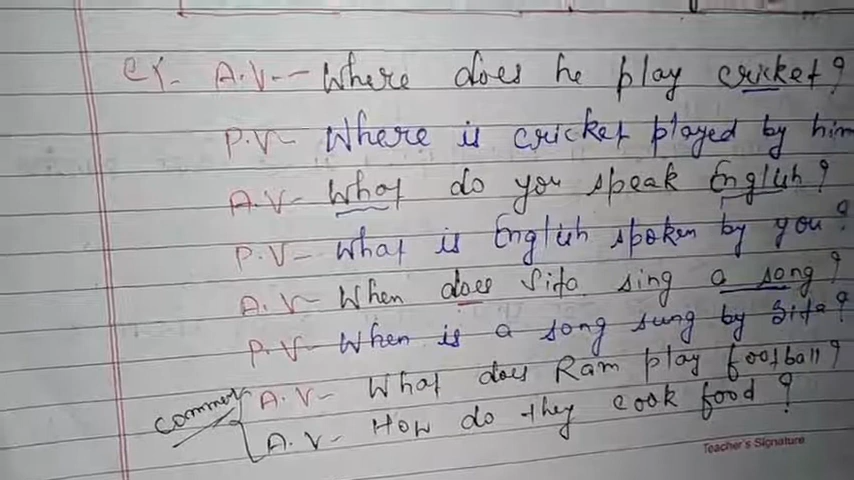 ex- A.V-- Where does he play cricket?
P.V- Where is cricket played by him
A.V- What do you speak English?
P.V- What is English spoken by you?
A.V- When does Sita sing a song?
P.V- When is a song sung by Sita?
A.V- What does Ram play football?
comment A.V- How do they cook food?
Teacher's Signature